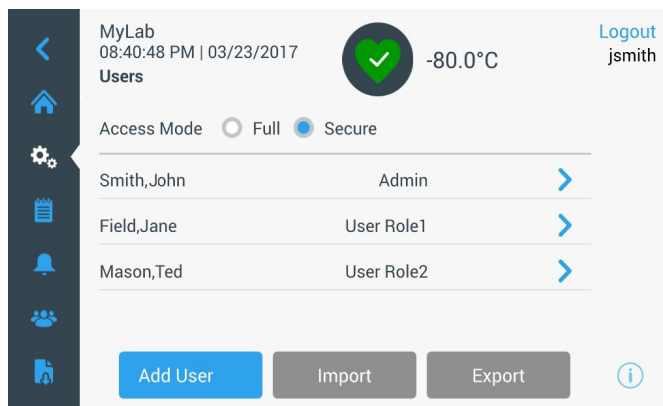 MyLab
08:40:48 PM | 03/23/2017
Users
-80.0°C
Logout
jsmith
Access Mode Full Secure
Smith,John Admin
Field,Jane User Role1
Mason,Ted User Role2
Add User Import Export
i